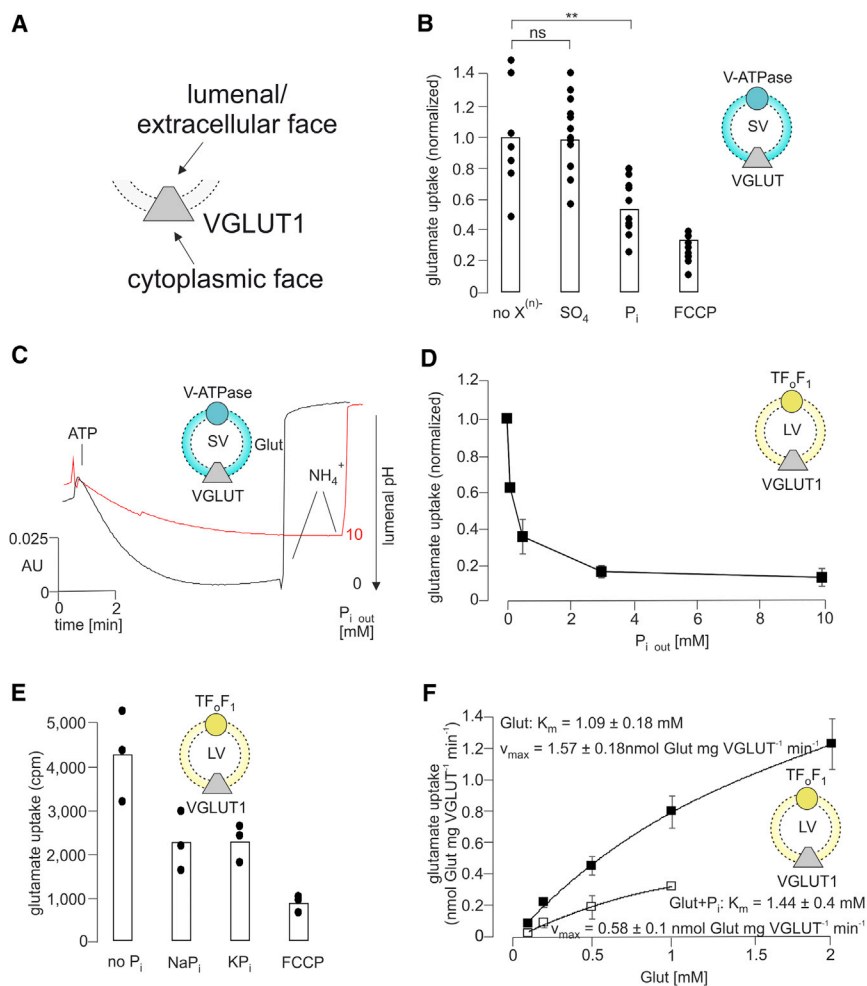 A
lumenal/
extracellular face
VGLUT1
cytoplasmic face
B
**
ns
glutamate uptake (normalized)
1.4
1.2
1.0
0.8
0.6
0.4
0.2
0
no X(n)-
SO4
Pi
FCCP
V-ATPase
SV
VGLUT
C
V-ATPase
SV
Glut
VGLUT
ATP
NH4+
lumenal pH
10
0
Pi out
[mM]
0.025
AU
0
0
2
time [min]
D
glutamate uptake (normalized)
1.2
1.0
0.8
0.6
0.4
0.2
0.0
0
2
4
6
8
10
Pi out [mM]
TFoF1
LV
VGLUT1
E
glutamate uptake (cpm)
5,000
4,000
3,000
2,000
1,000
0
no Pi
NaPi
KPi
FCCP
TFoF1
LV
VGLUT1
F
glutamate uptake
(nmol Glut mg VGLUT-1 min-1)
1.4
1.2
1.0
0.8
0.6
0.4
0.2
0
Glut: Km = 1.09 ± 0.18 mM
vmax = 1.57 ± 0.18nmol Glut mg VGLUT-1 min-1
TFoF1
LV
VGLUT1
Glut+Pi: Km = 1.44 ± 0.4 mM
vmax = 0.58 ± 0.1 nmol Glut mg VGLUT-1 min-1
0
0.5
1
2
Glut [mM]